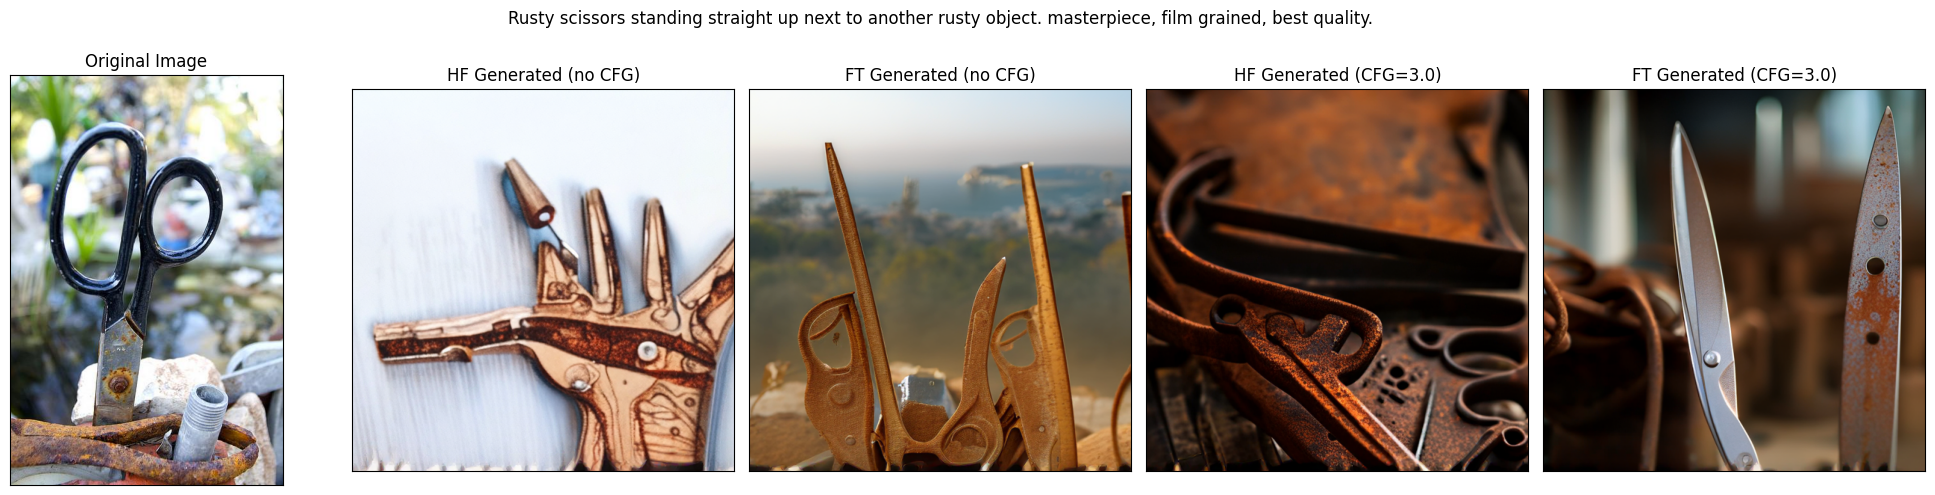 Rusty scissors standing straight up next to another rusty object. masterpiece, film grained, best quality.
Original Image
HF Generated (no CFG)
FT Generated (no CFG)
HF Generated (CFG=3.0)
FT Generated (CFG=3.0)